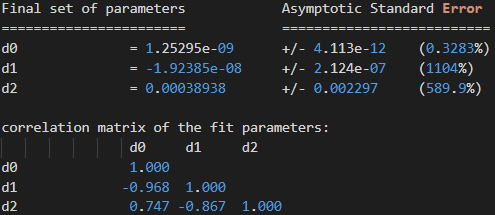 Final set of parameters Asymptotic Standard Error
======================= ==========================
d0 = 1.25295e-09 +/- 4.113e-12 (0.3283%)
d1 = -1.92385e-08 +/- 2.124e-07 (1104%)
d2 = 0.00038938 +/- 0.002297 (589.9%)
correlation matrix of the fit parameters:
d0 d1 d2
d0 1.000
d1 -0.968 1.000
d2 0.747 -0.867 1.000